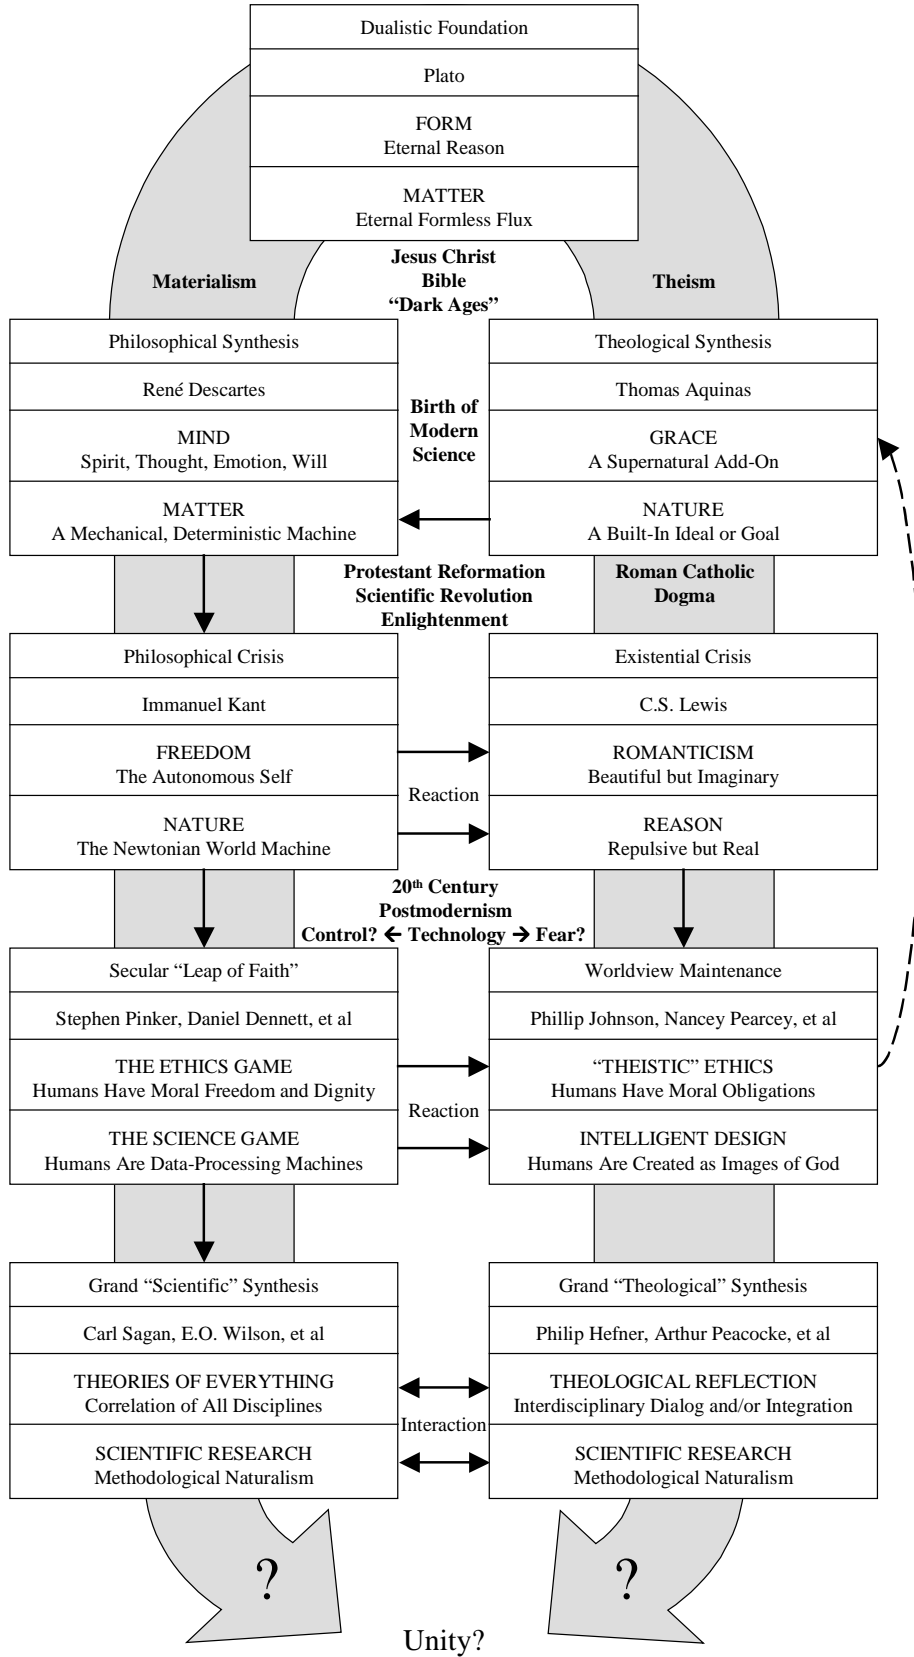 Dualistic Foundation
Plato
FORM
Eternal Reason
MATTER
Eternal Formless Flux
Jesus Christ
Bible
“Dark Ages”
Materialism
Theism
Philosophical Synthesis
René Descartes
MIND
Spirit, Thought, Emotion, Will
MATTER
A Mechanical, Deterministic Machine
Birth of
Modern
Science
Theological Synthesis
Thomas Aquinas
GRACE
A Supernatural Add-On
NATURE
A Built-In Ideal or Goal
Protestant Reformation
Scientific Revolution
Enlightenment
Roman Catholic
Dogma
Philosophical Crisis
Immanuel Kant
FREEDOM
The Autonomous Self
NATURE
The Newtonian World Machine
Reaction
Existential Crisis
C.S. Lewis
ROMANTICISM
Beautiful but Imaginary
REASON
Repulsive but Real
20th Century
Postmodernism
Control? ← Technology → Fear?
Secular “Leap of Faith”
Stephen Pinker, Daniel Dennett, et al
THE ETHICS GAME
Humans Have Moral Freedom and Dignity
THE SCIENCE GAME
Humans Are Data-Processing Machines
Reaction
Worldview Maintenance
Phillip Johnson, Nancey Pearcey, et al
“THEISTIC” ETHICS
Humans Have Moral Obligations
INTELLIGENT DESIGN
Humans Are Created as Images of God
Grand “Scientific” Synthesis
Carl Sagan, E.O. Wilson, et al
THEORIES OF EVERYTHING
Correlation of All Disciplines
SCIENTIFIC RESEARCH
Methodological Naturalism
Interaction
Grand “Theological” Synthesis
Philip Hefner, Arthur Peacocke, et al
THEOLOGICAL REFLECTION
Interdisciplinary Dialog and/or Integration
SCIENTIFIC RESEARCH
Methodological Naturalism
?
?
Unity?